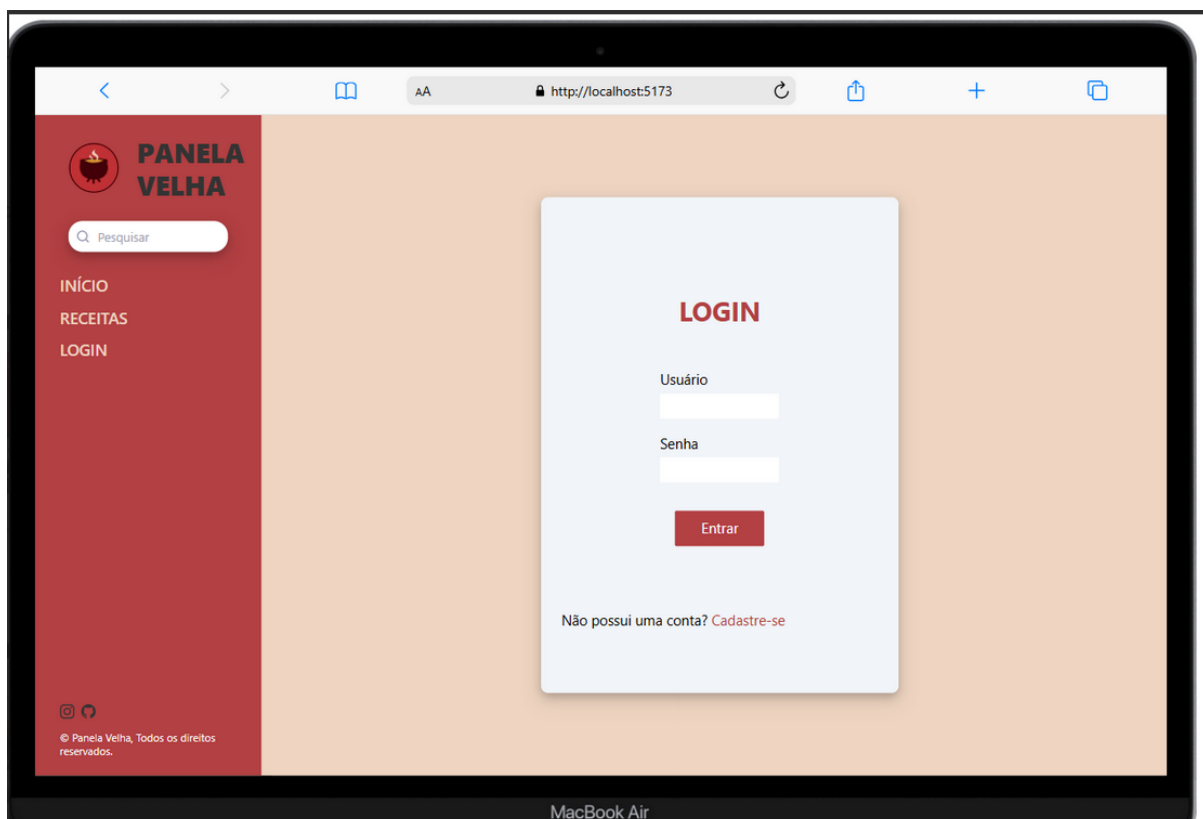 AA
http://localhost:5173
PANELA
VELHA
Pesquisar
INÍCIO
RECEITAS
LOGIN
LOGIN
Usuário
Senha
Entrar
Não possui uma conta? Cadastre-se
© Panela Velha, Todos os direitos
reservados.
MacBook Air